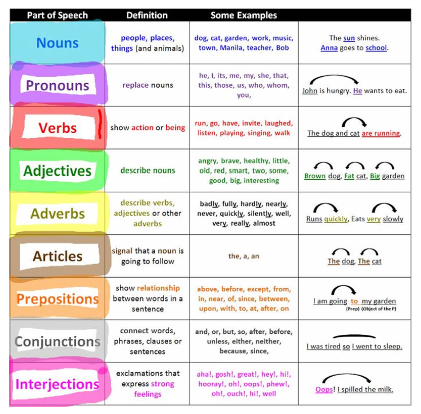 Part of Speech Definition Some Examples
Nouns
people, places,
things (and animals)
dog, cat, garden, work, music,
town, Manila, teacher, Bob
The sun shines.
Anna goes to school.
Pronouns
replace nouns
he, I, its, me, my, she, that,
this, those, us, who, whom,
you,
John is hungry. He wants to eat.
Verbs
show action or being
run, go, have, invite, laughed,
listen, playing, singing, walk
The dog and cat are running.
Adjectives
describe nouns
angry, brave, healthy, little,
old, red, smart, two, some,
good, big, interesting
Brown dog, Fat cat, Big garden
Adverbs
describe verbs,
adjectives or other
adverbs
badly, fully, hardly, nearly,
never, quickly, silently, well,
very, really, almost
Runs quickly, Eats very slowly
Articles
signal that a noun is
going to follow
the, a, an
The dog, The cat
Prepositions
show relationship
between words in a
sentence
above, before, except, from,
in, near, of, since, between,
upon, with, to, at, after, on
I am going to my garden
(Prep) (Object of the P)
Conjunctions
connect words,
phrases, clauses or
sentences
and, or, but, so, after, before,
unless, either, neither,
because, since,
I was tired so I went to sleep.
Interjections
exclamations that
express strong
feelings
aha!, gosh!, great!, hey!, hi!,
hooray!, oh!, oops!, phew!,
oh!, ouch!, hi!, well
Oops! I spilled the milk.